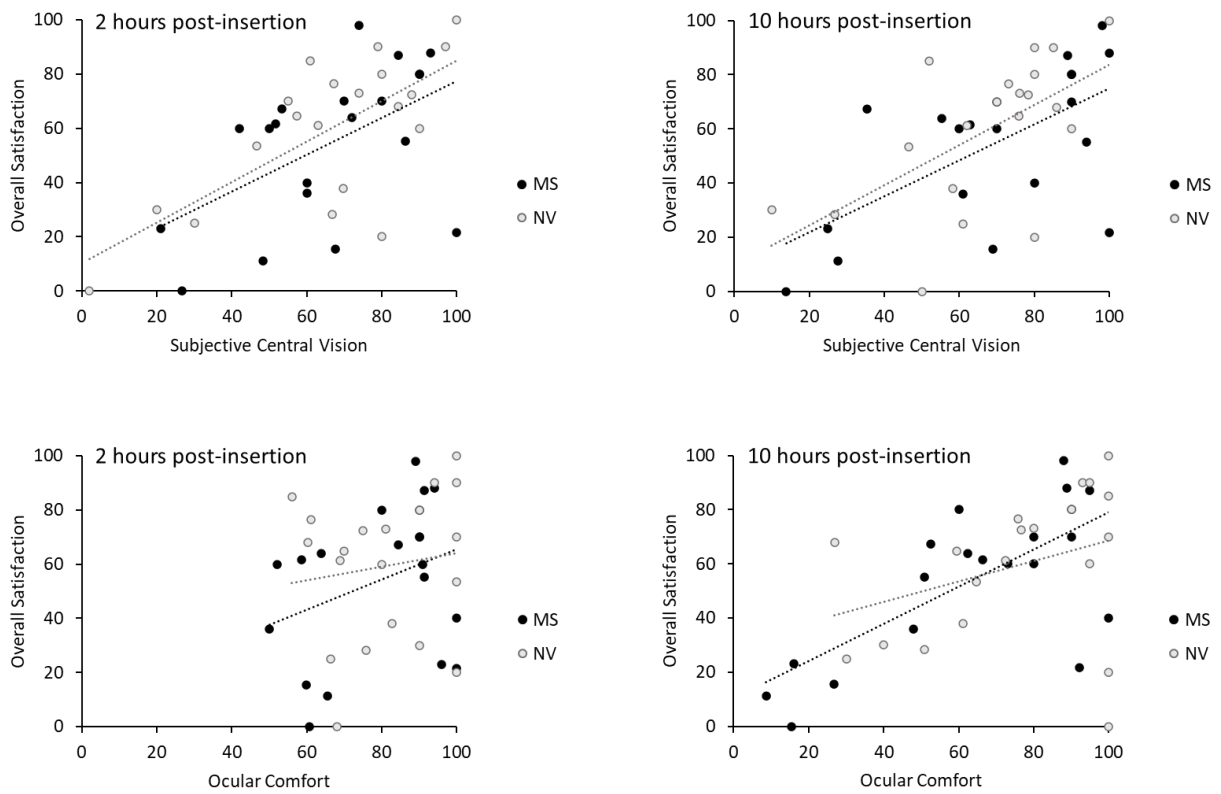 2 hours post-insertion
100
80
60
40
20
0
Overall Satisfaction
0 20 40 60 80 100
Subjective Central Vision
MS
NV
10 hours post-insertion
100
80
60
40
20
0
Overall Satisfaction
0 20 40 60 80 100
Subjective Central Vision
MS
NV
2 hours post-insertion
100
80
60
40
20
0
Overall Satisfaction
0 20 40 60 80 100
Ocular Comfort
MS
NV
10 hours post-insertion
100
80
60
40
20
0
Overall Satisfaction
0 20 40 60 80 100
Ocular Comfort
MS
NV